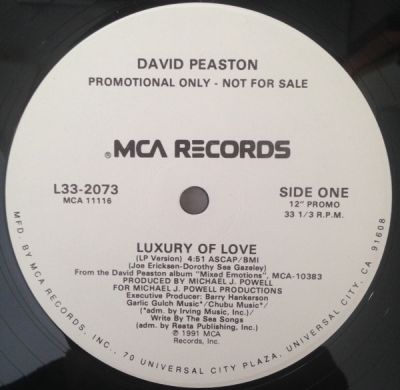 DAVID PEASTON
PROMOTIONAL ONLY - NOT FOR SALE
®MCA RECORDS
L33-2073
MCA 11116
SIDE ONE
12" PROMO
33 1/3 R.P.M.
LUXURY OF LOVE
(LP Version) 4:51 ASCAP/BMI
(Joe Ericksen-Dorothy Sea Gazeley)
From the David Peaston album "Mixed Emotions", MCA-10383
PRODUCED BY MICHAEL J. POWELL
FOR MICHAEL J. POWELL PRODUCTIONS
Executive Producer: Barry Hankerson
Garlic Gulch Music*/Chubu Music*/
(*adm. by Irving Music, Inc.)/
Write By The Sea Songs
(adm. by Reata Publishing, Inc.)
℗ 1991 MCA
Records, Inc.
MFD. BY MCA RECORDS, INC., 70 UNIVERSAL CITY PLAZA, UNIVERSAL CITY, CA 91608